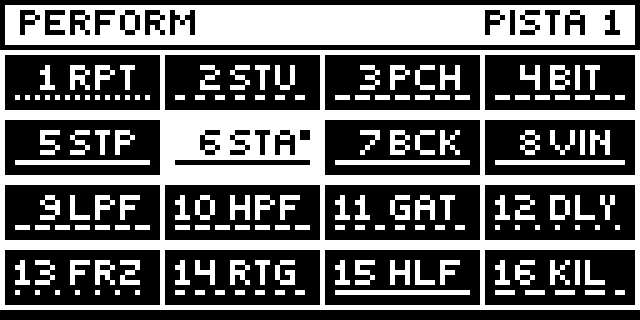 PERFORM PISTA 1
1 RPT 2 STU 3 PCH 4 BIT
5 STP 6 STA 7 BCK 8 VIN
9 LPF 10 HPF 11 GAT 12 DLY
13 FRZ 14 RTG 15 HLF 16 KIL